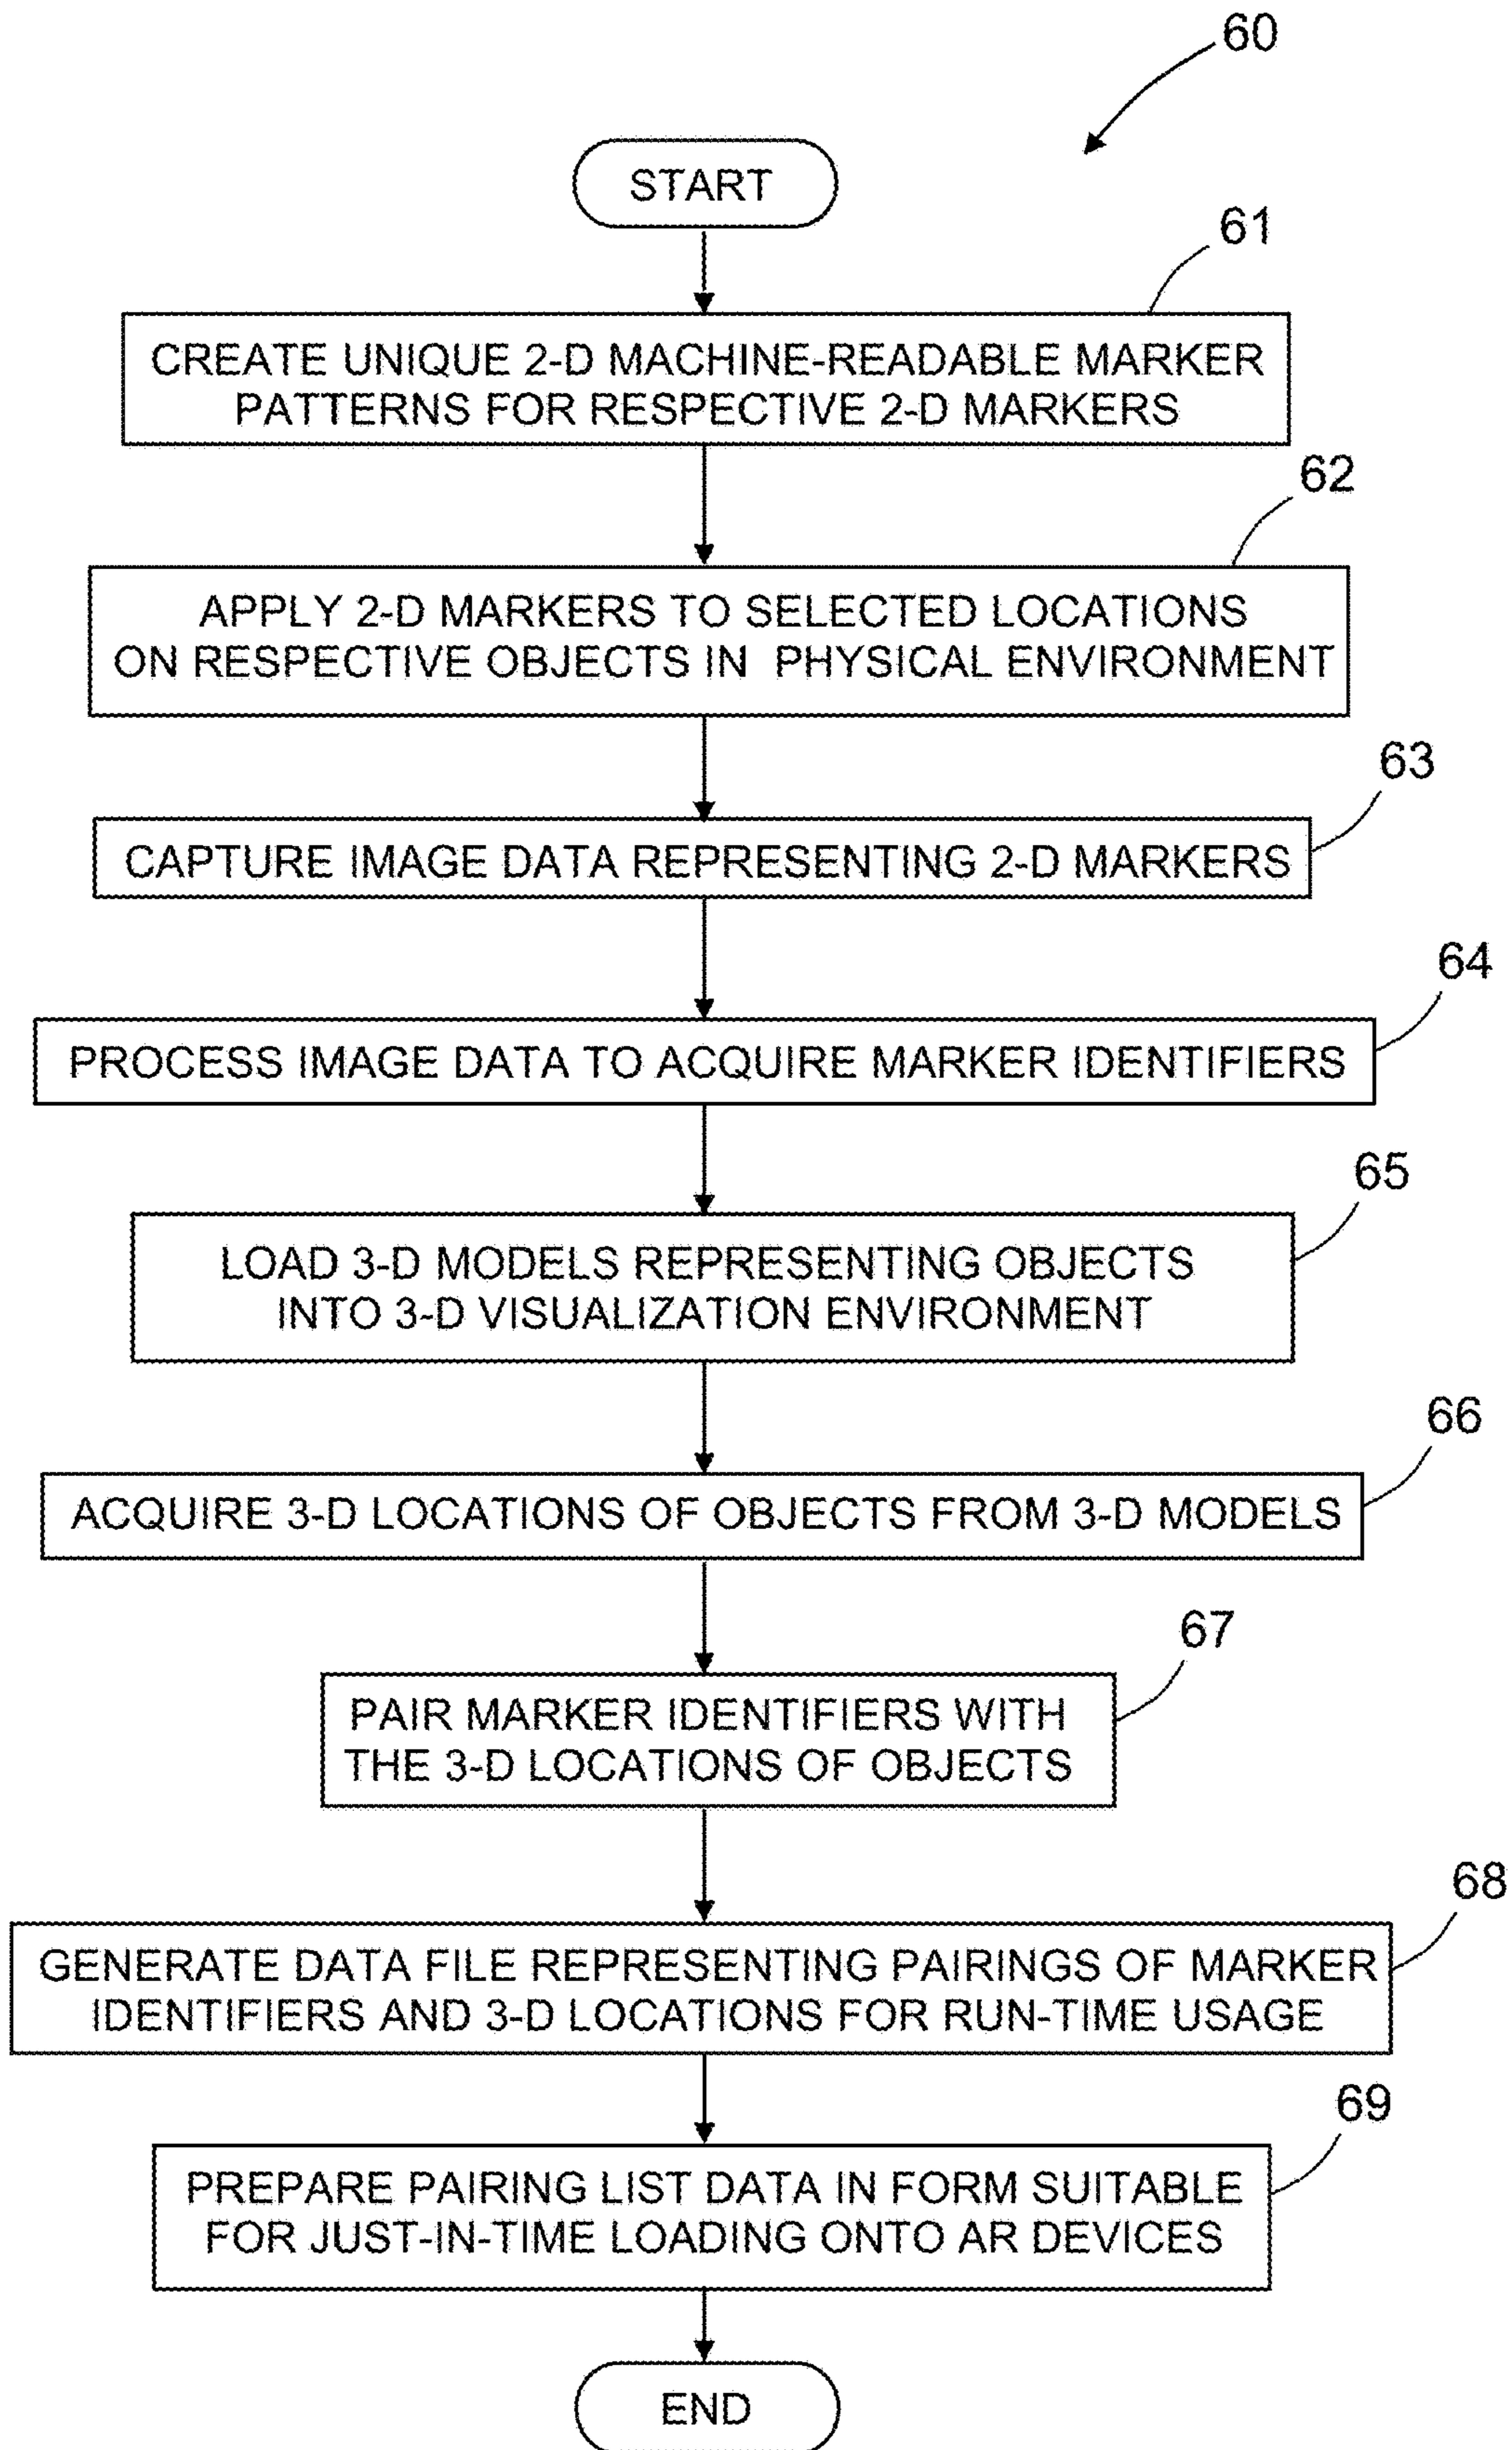 60
START
61
CREATE UNIQUE 2-D MACHINE-READABLE MARKER
PATTERNS FOR RESPECTIVE 2-D MARKERS
62
APPLY 2-D MARKERS TO SELECTED LOCATIONS
ON RESPECTIVE OBJECTS IN PHYSICAL ENVIRONMENT
63
CAPTURE IMAGE DATA REPRESENTING 2-D MARKERS
64
PROCESS IMAGE DATA TO ACQUIRE MARKER IDENTIFIERS
65
LOAD 3-D MODELS REPRESENTING OBJECTS
INTO 3-D VISUALIZATION ENVIRONMENT
66
ACQUIRE 3-D LOCATIONS OF OBJECTS FROM 3-D MODELS
67
PAIR MARKER IDENTIFIERS WITH
THE 3-D LOCATIONS OF OBJECTS
68
GENERATE DATA FILE REPRESENTING PAIRINGS OF MARKER
IDENTIFIERS AND 3-D LOCATIONS FOR RUN-TIME USAGE
69
PREPARE PAIRING LIST DATA IN FORM SUITABLE
FOR JUST-IN-TIME LOADING ONTO AR DEVICES
END